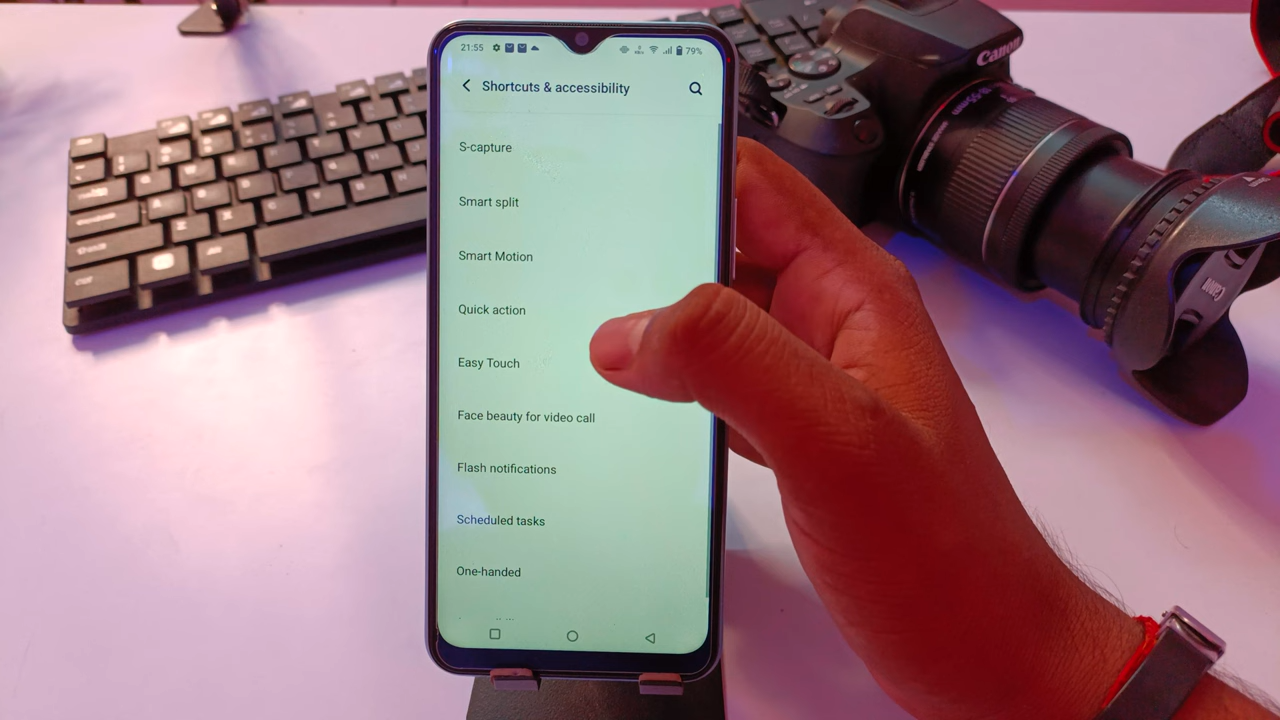 21:55
79%
Shortcuts & accessibility
S-capture
Smart split
Smart Motion
Quick action
Easy Touch
Face beauty for video call
Flash notifications
Scheduled tasks
One-handed
Canon